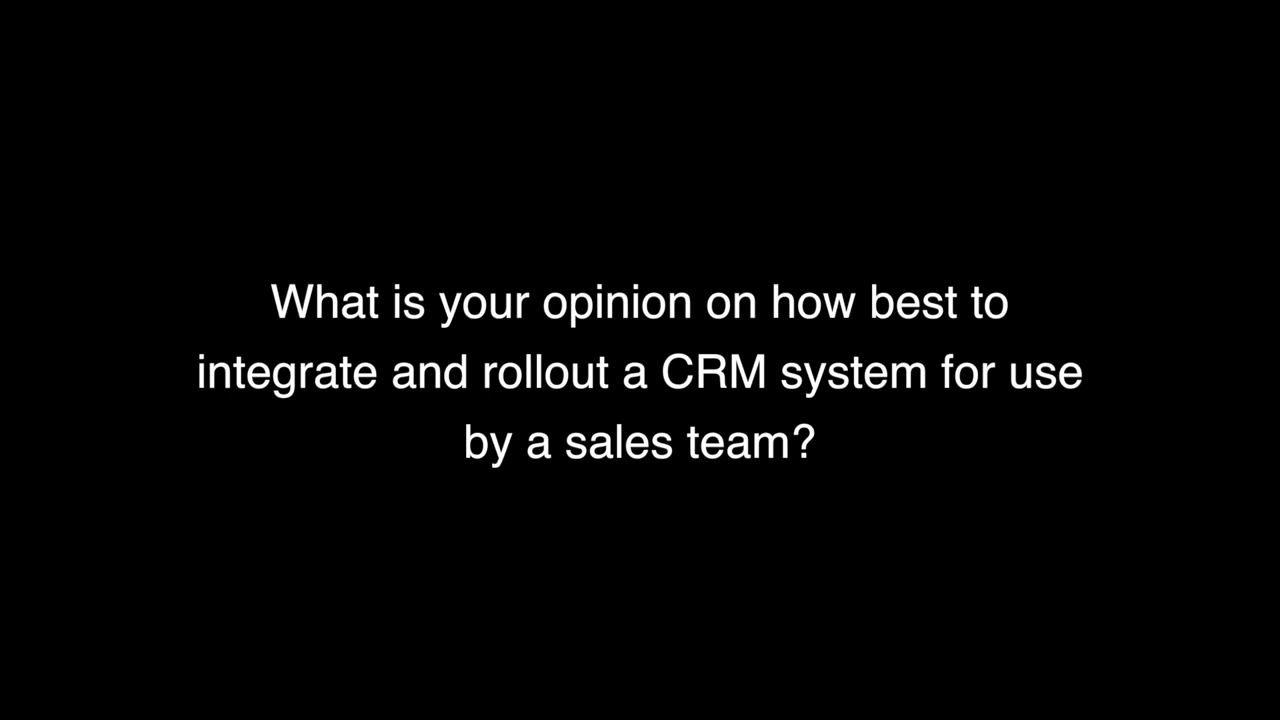 What is your opinion on how best to
integrate and rollout a CRM system for use
by a sales team?